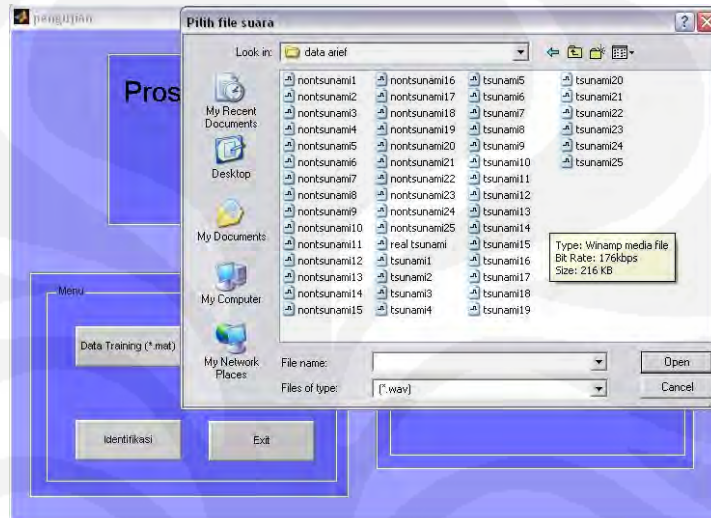 pengujian
Pilih file suara
Pros
Look in:
data arief
My Recent
Documents
Desktop
My Documents
My Computer
My Network
Places
nontsunami1
nontsunami2
nontsunami3
nontsunami4
nontsunami5
nontsunami6
nontsunami7
nontsunami8
nontsunami9
nontsunami10
nontsunami11
nontsunami12
nontsunami13
nontsunami14
nontsunami15
nontsunami16
nontsunami17
nontsunami18
nontsunami19
nontsunami20
nontsunami21
nontsunami22
nontsunami23
nontsunami24
nontsunami25
real tsunami
tsunami1
tsunami2
tsunami3
tsunami4
tsunami5
tsunami6
tsunami7
tsunami8
tsunami9
tsunami10
tsunami11
tsunami12
tsunami13
tsunami14
tsunami15
tsunami16
tsunami17
tsunami18
tsunami19
tsunami20
tsunami21
tsunami22
tsunami23
tsunami24
tsunami25
Type: Winamp media file
Bit Rate: 176kbps
Size: 216 KB
File name:
Open
Files of type:
(*.wav)
Cancel
Menu
Data Training (*.mat)
Identifikasi
Exit